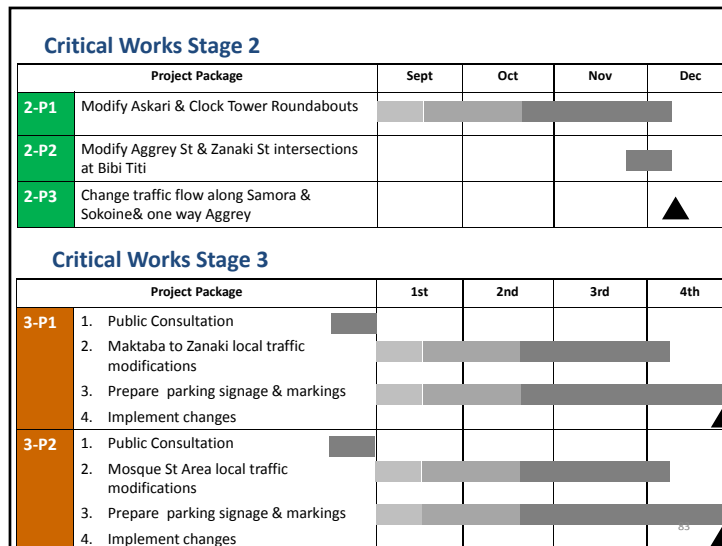 Critical Works Stage 2
Project Package Sept Oct Nov Dec
2-P1 Modify Askari & Clock Tower Roundabouts
2-P2 Modify Aggrey St & Zanaki St intersections
at Bibi Titi
2-P3 Change traffic flow along Samora &
Sokoine& one way Aggrey
Critical Works Stage 3
Project Package 1st 2nd 3rd 4th
3-P1 1. Public Consultation
2. Maktaba to Zanaki local traffic
modifications
3. Prepare parking signage & markings
4. Implement changes
3-P2 1. Public Consultation
2. Mosque St Area local traffic
modifications
3. Prepare parking signage & markings
83
4. Implement changes